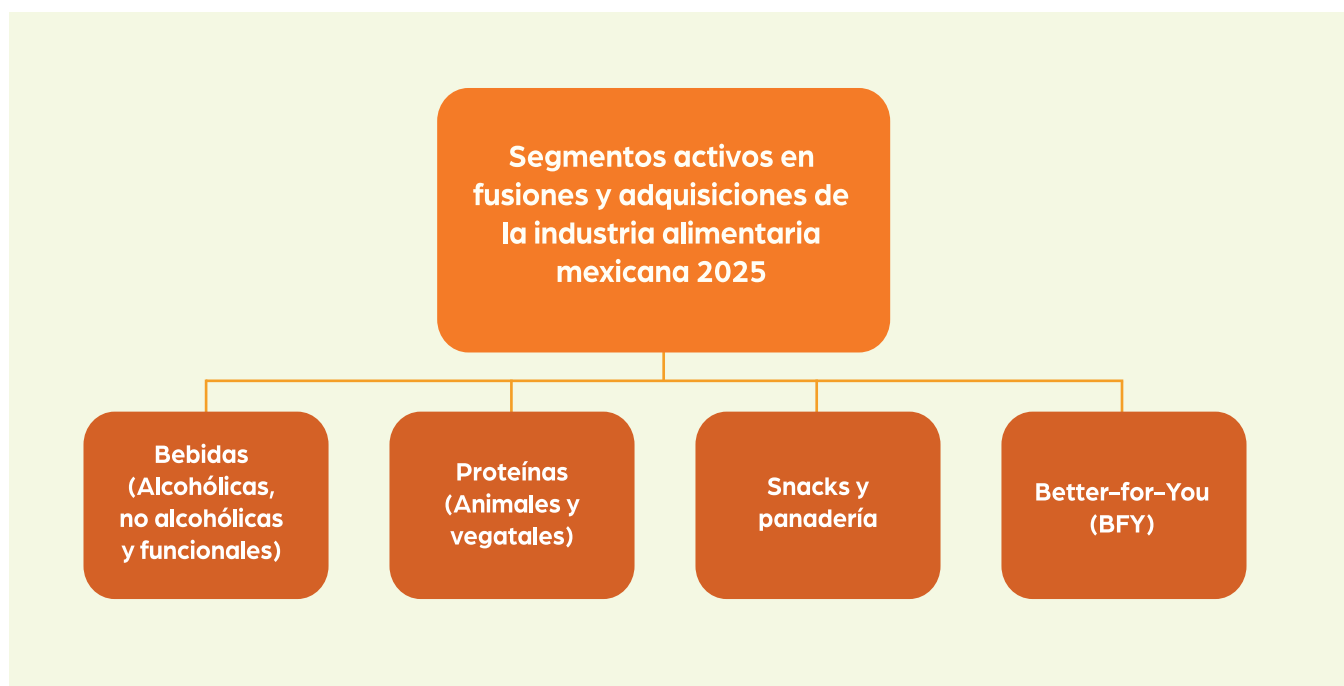 Segmentos activos en
fusiones y adquisiciones de
la industria alimentaria
mexicana 2025
Bebidas
(Alcohólicas,
no alcohólicas
y funcionales)
Proteínas
(Animales y
vegatales)
Snacks y
panadería
Better-for-You
(BFY)